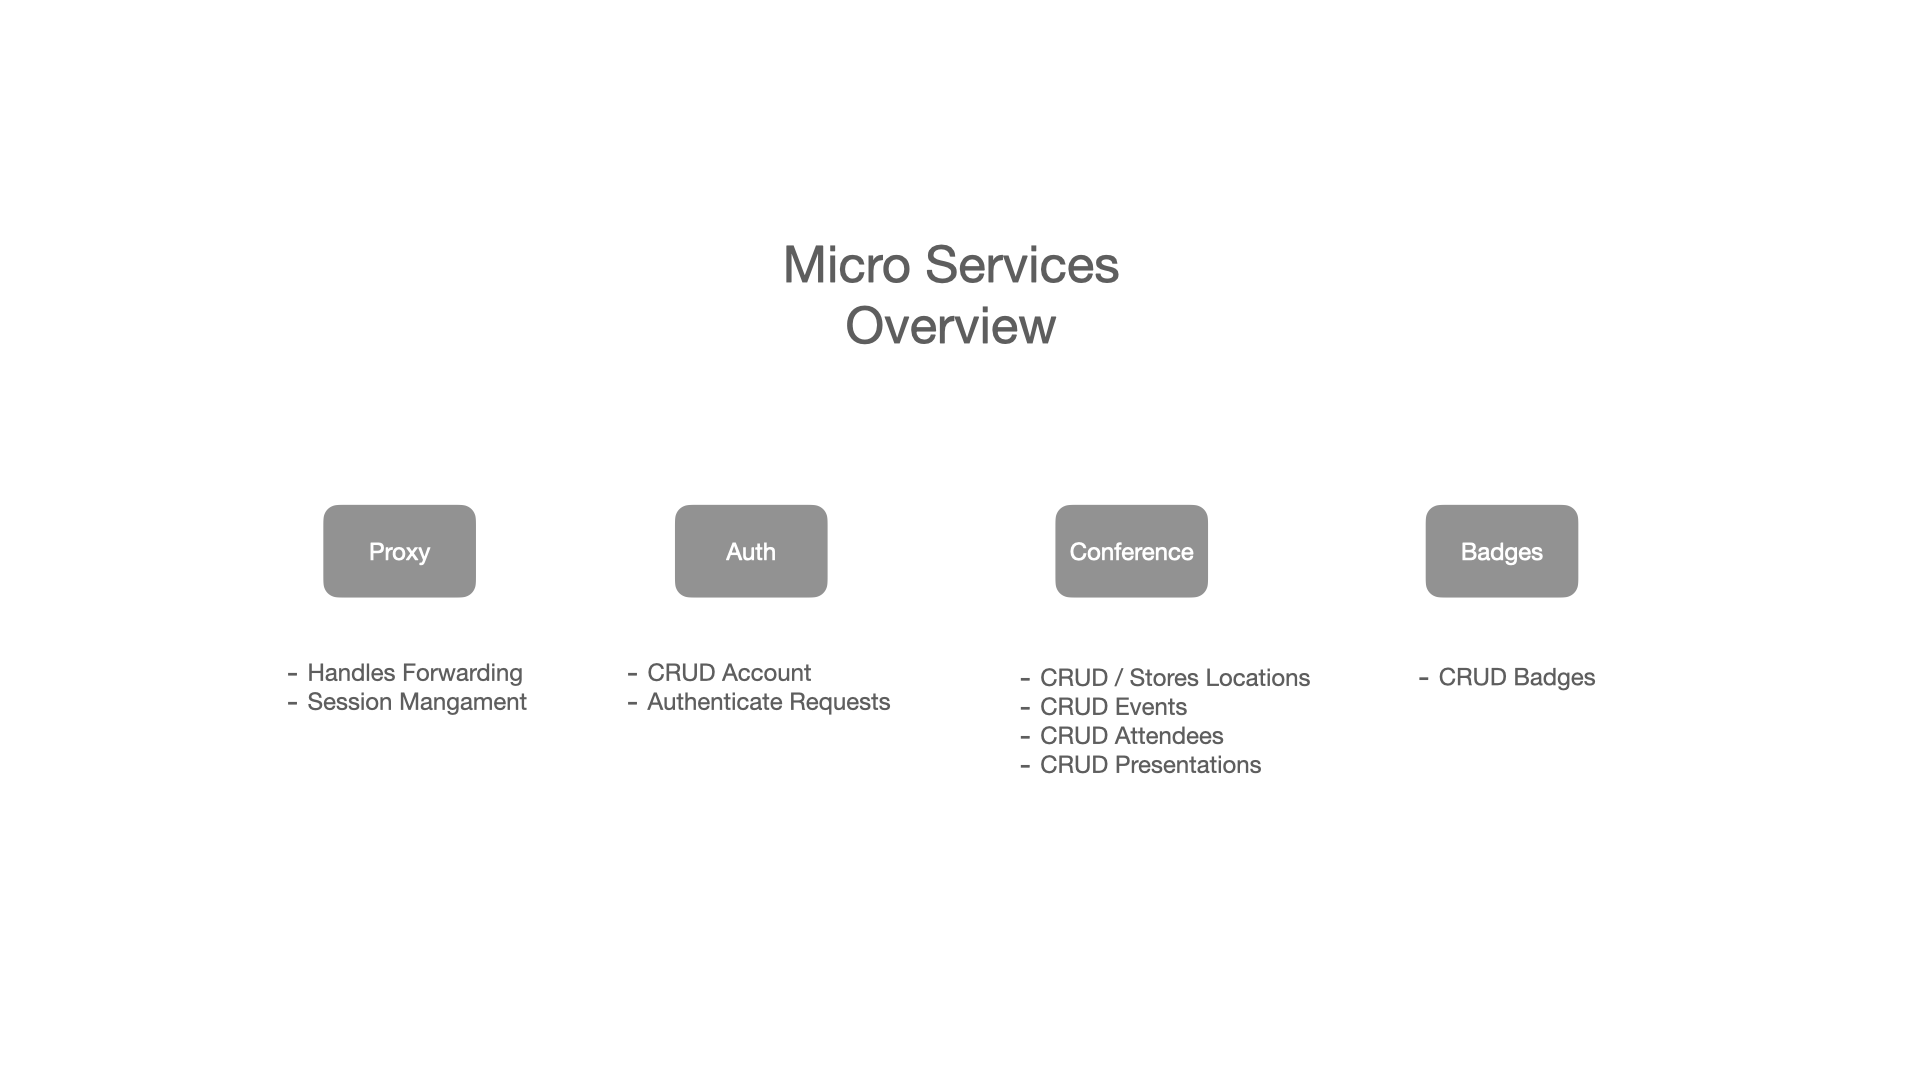 Micro Services
Overview
Proxy
Auth
Conference
Badges
- Handles Forwarding
- Session Mangament
- CRUD Account
- Authenticate Requests
- CRUD / Stores Locations
- CRUD Events
- CRUD Attendees
- CRUD Presentations
- CRUD Badges